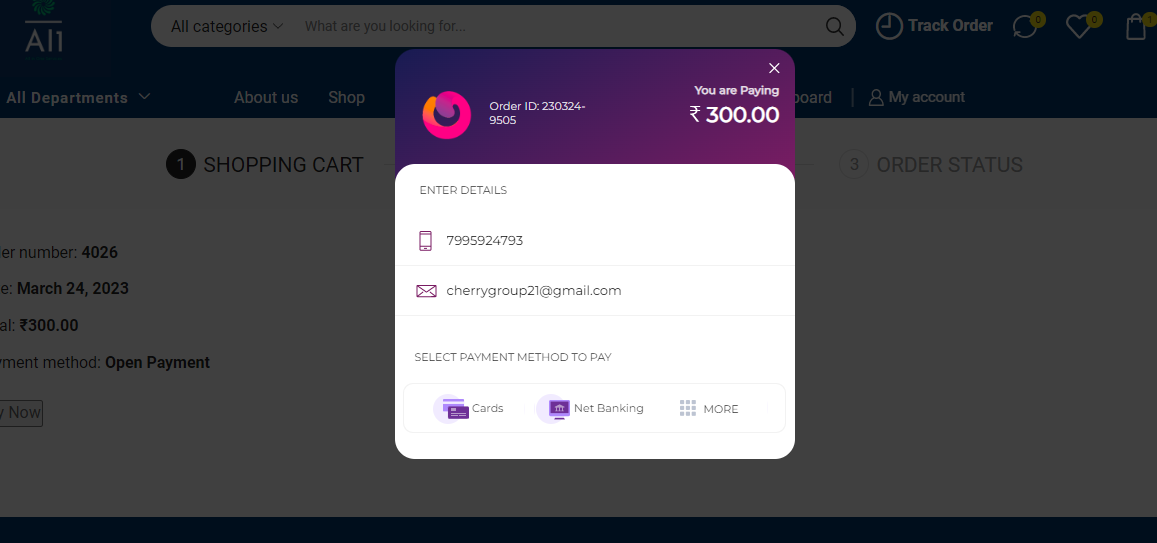 AI1
All categories
What are you looking for...
Track Order
0
0
1
All Departments
About us
Shop
board
My account
Order ID: 230324-
9505
You are Paying
₹ 300.00
1 SHOPPING CART
3 ORDER STATUS
ENTER DETAILS
7995924793
cherrygroup21@gmail.com
er number: 4026
e: March 24, 2023
al: ₹300.00
ment method: Open Payment
y Now
SELECT PAYMENT METHOD TO PAY
Cards
Net Banking
MORE